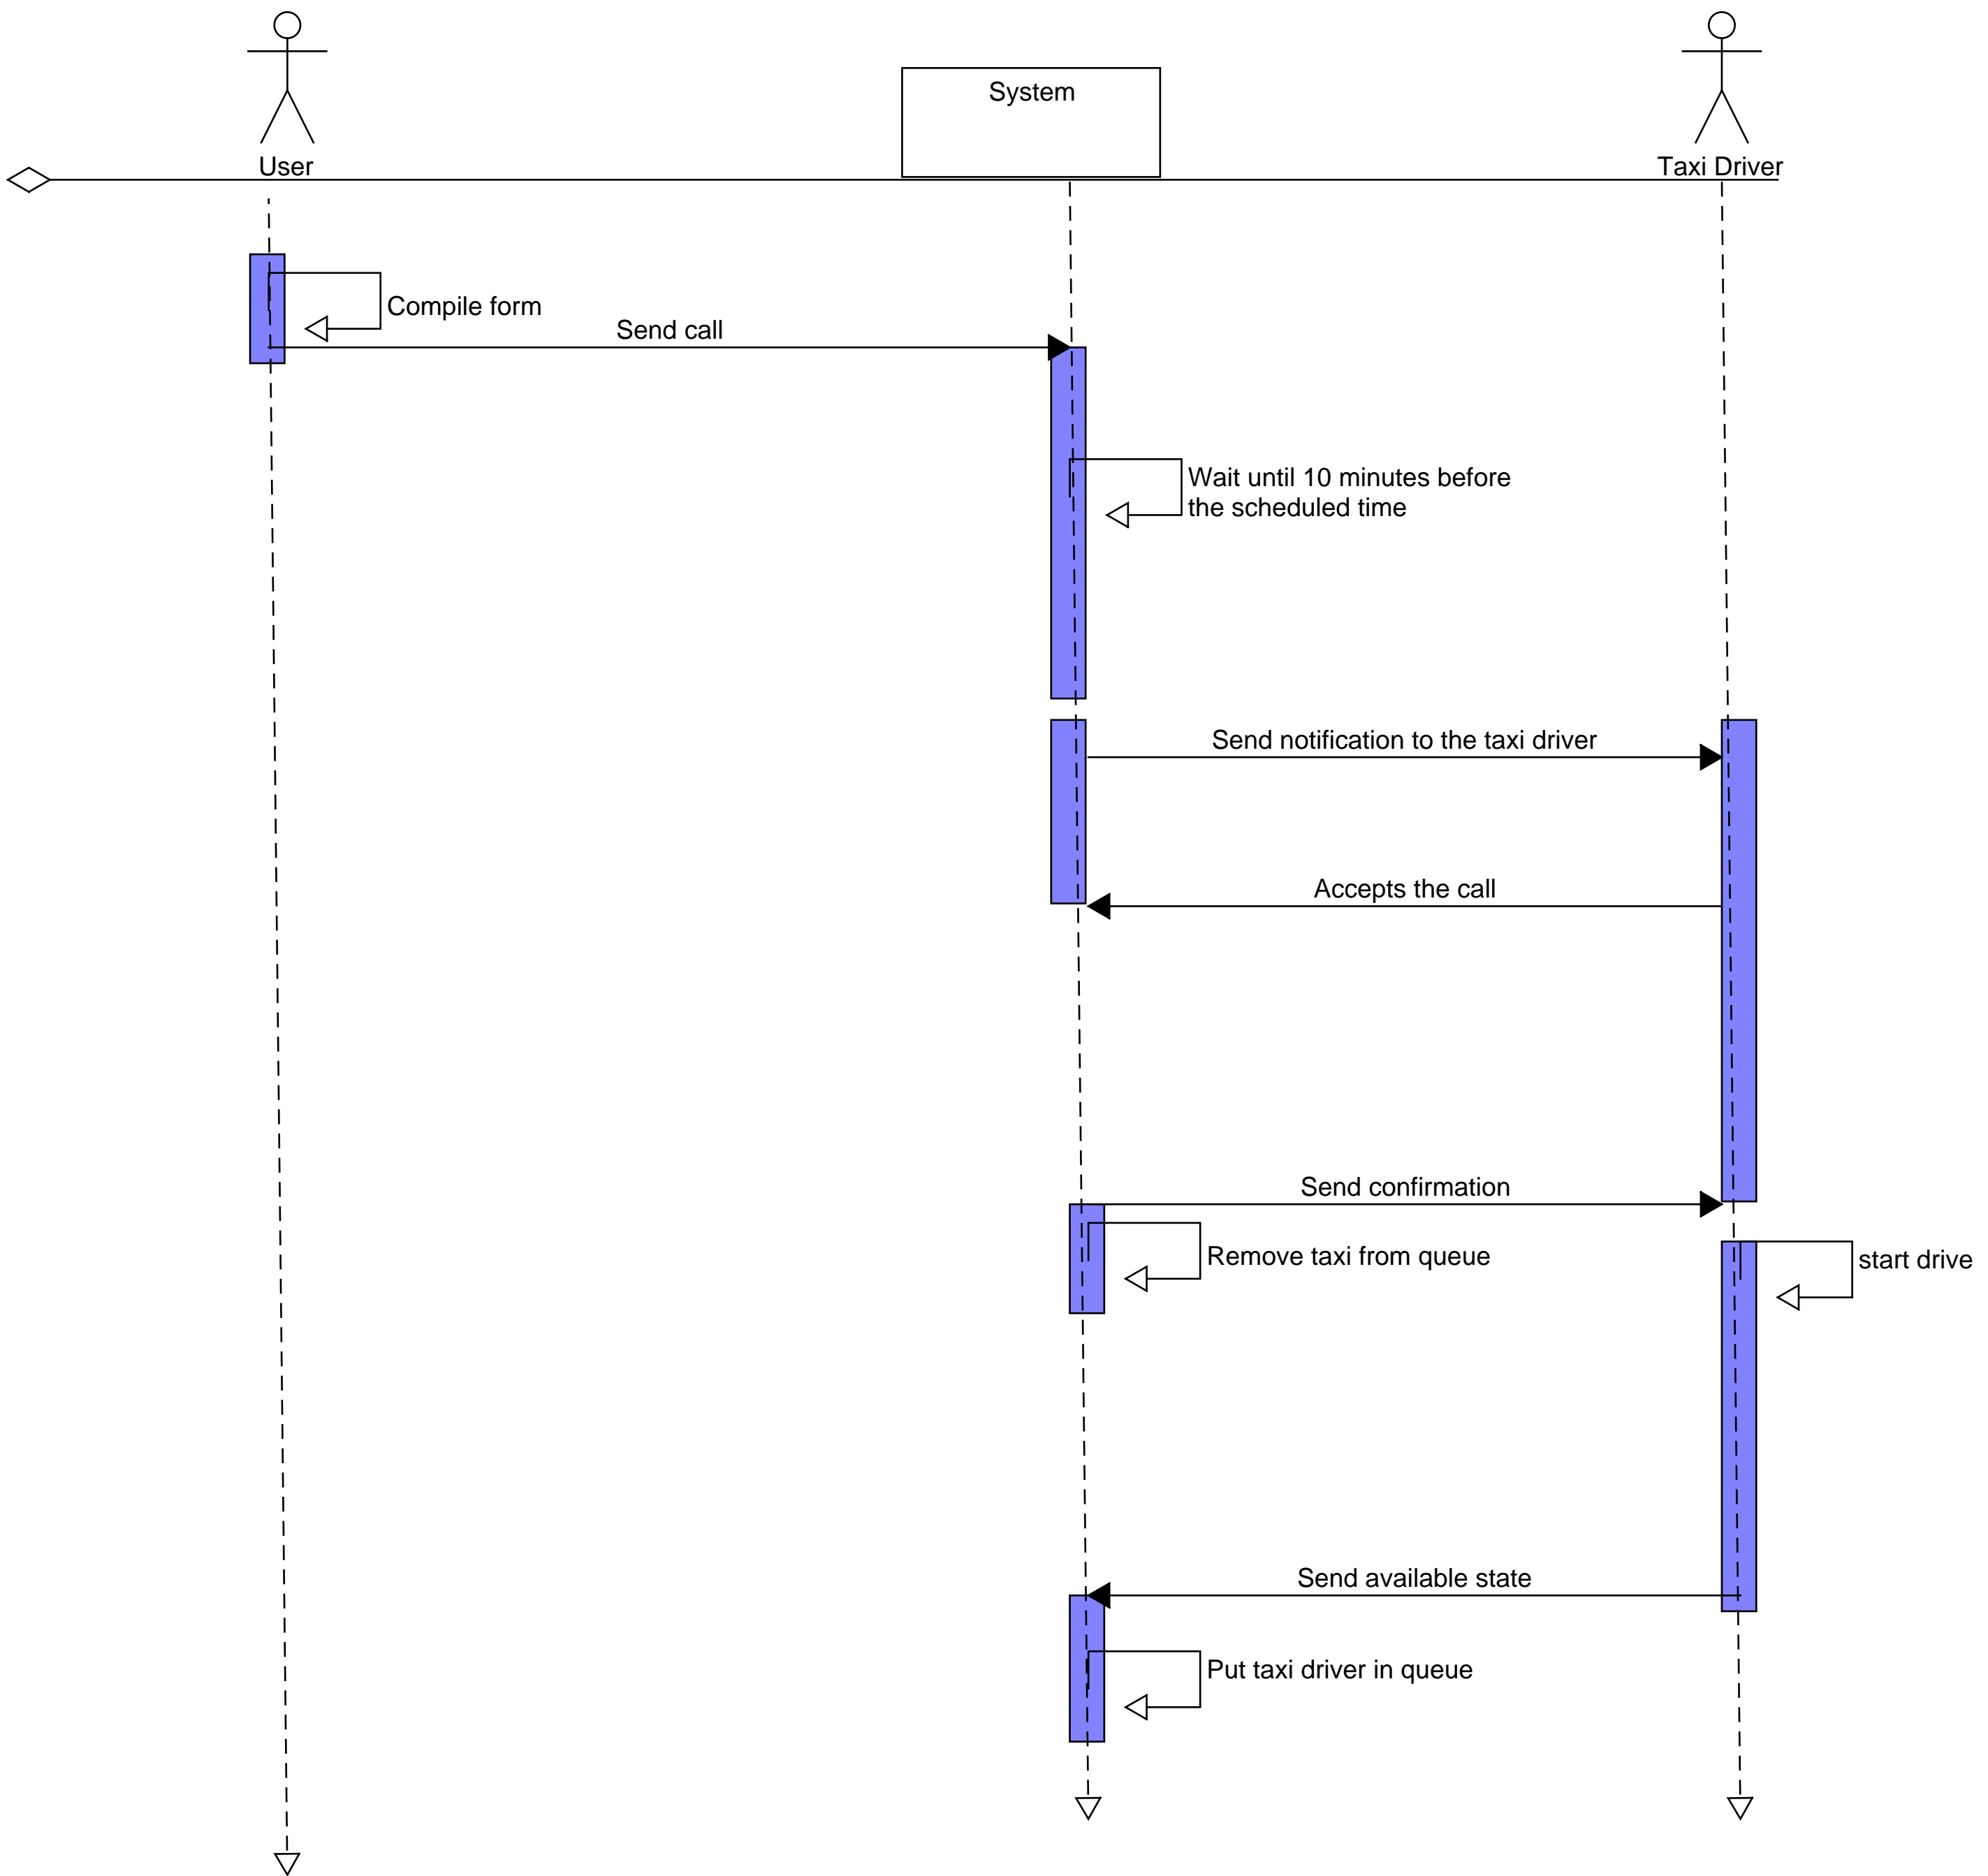 System
User
Taxi Driver
Compile form
Send call
Wait until 10 minutes before
the scheduled time
Send notification to the taxi driver
Accepts the call
Send confirmation
Remove taxi from queue
start drive
Send available state
Put taxi driver in queue